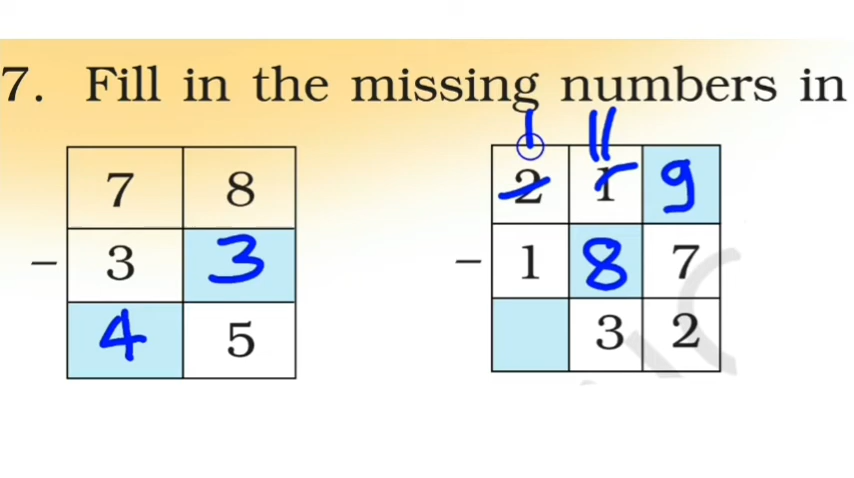 7. Fill in the missing numbers in
1 11
7 8 2 1 9
– 3 3 – 1 8 7
4 5 3 2